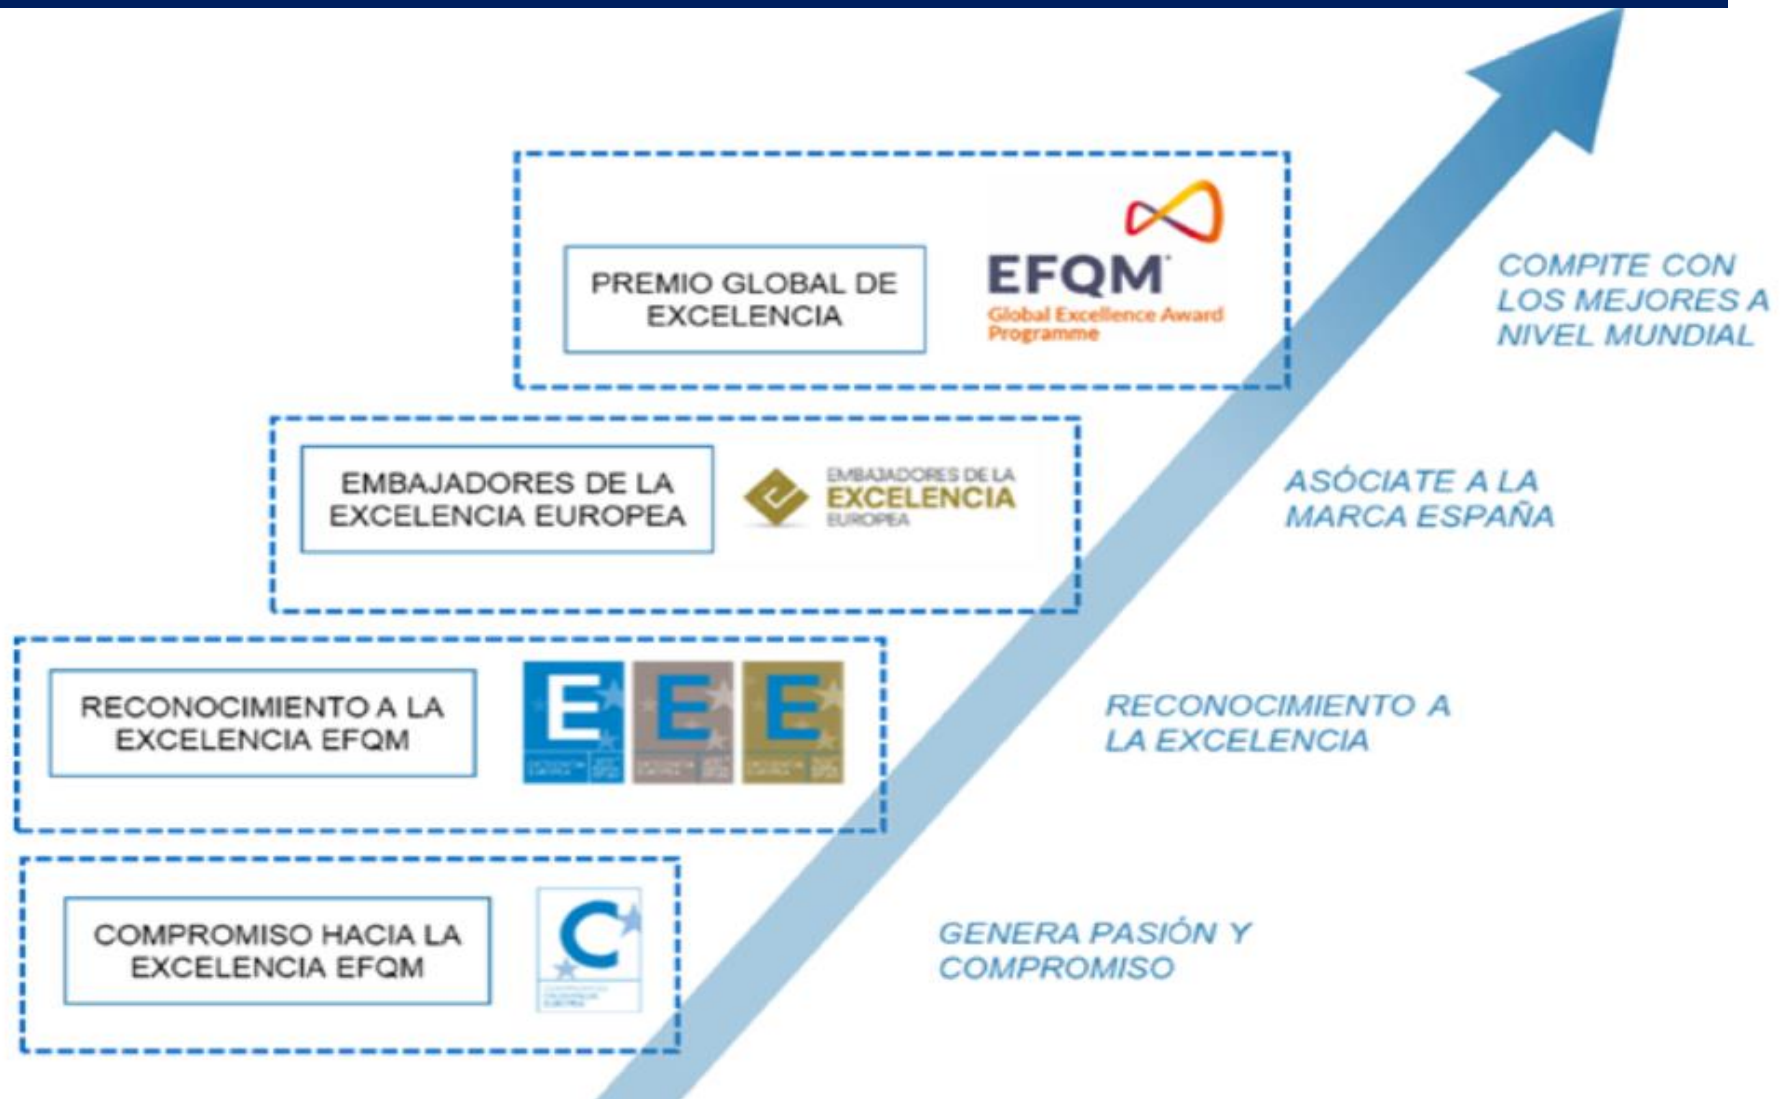 PREMIO GLOBAL DE
EXCELENCIA
EFQM
Global Excellence Award
Programme
COMPITE CON
LOS MEJORES A
NIVEL MUNDIAL
EMBAJADORES DE LA
EXCELENCIA EUROPEA
EMBAJADORES DE LA
EXCELENCIA
EUROPEA
ASÓCIATE A LA
MARCA ESPAÑA
RECONOCIMIENTO A LA
EXCELENCIA EFQM
E
E
E
RECONOCIMIENTO A
LA EXCELENCIA
COMPROMISO HACIA LA
EXCELENCIA EFQM
C
GENERA PASIÓN Y
COMPROMISO